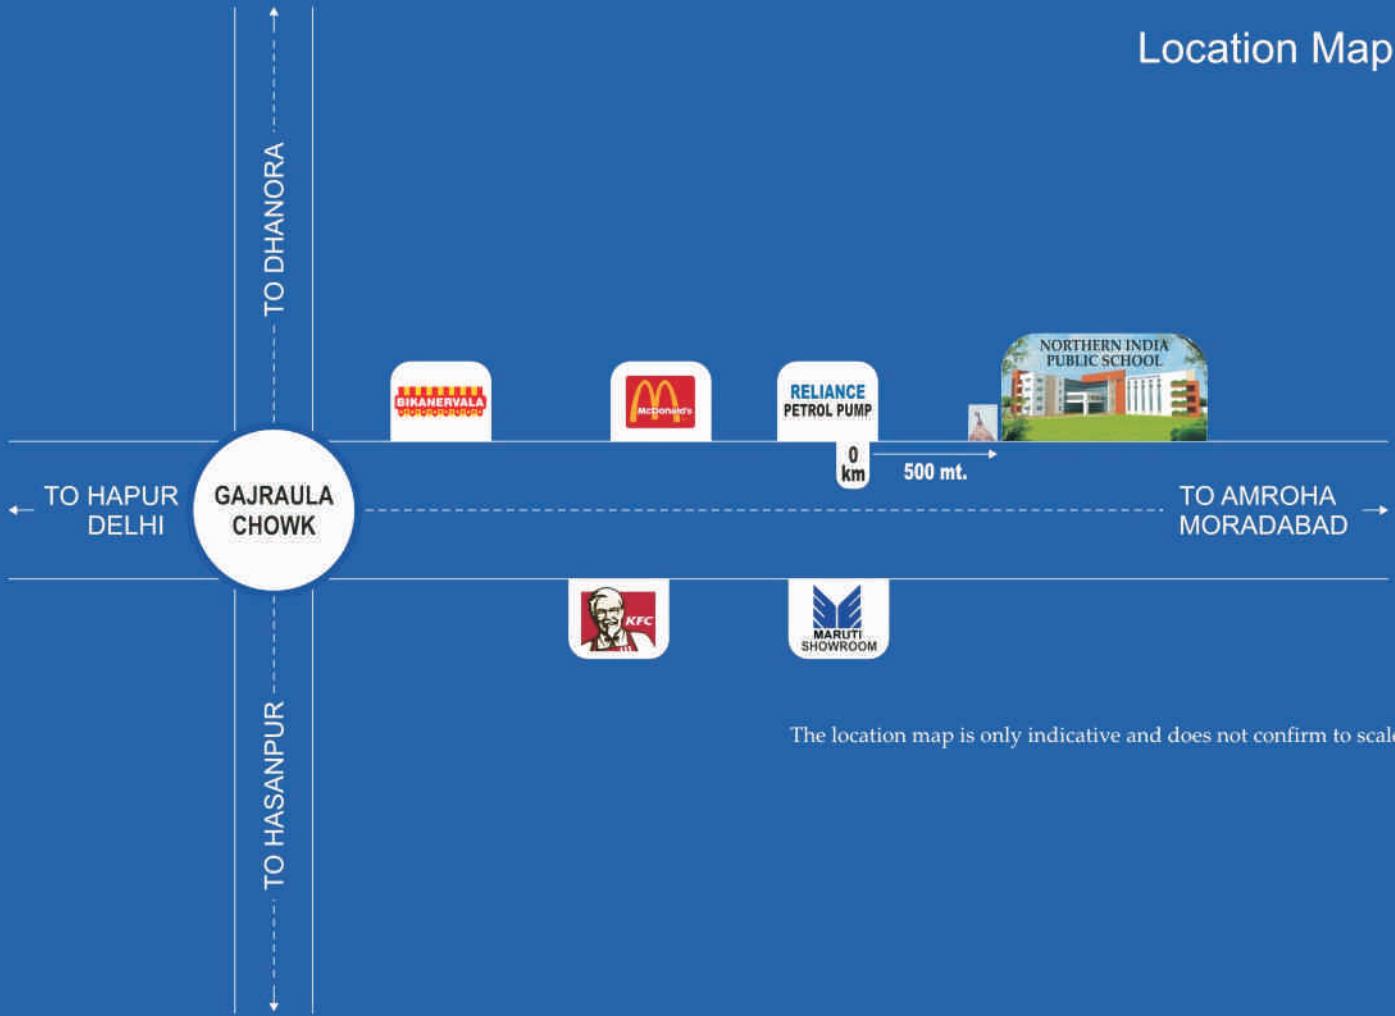 Location Map
TO DHANORA
NORTHERN INDIA
PUBLIC SCHOOL
BIKANERVALA
McDonald's
RELIANCE
PETROL PUMP
0
km
500 mt.
TO HAPUR
DELHI
GAJRAULA
CHOWK
TO AMROHA
MORADABAD
KFC
MARUTI
SHOWROOM
TO HASANPUR
The location map is only indicative and does not confirm to scale